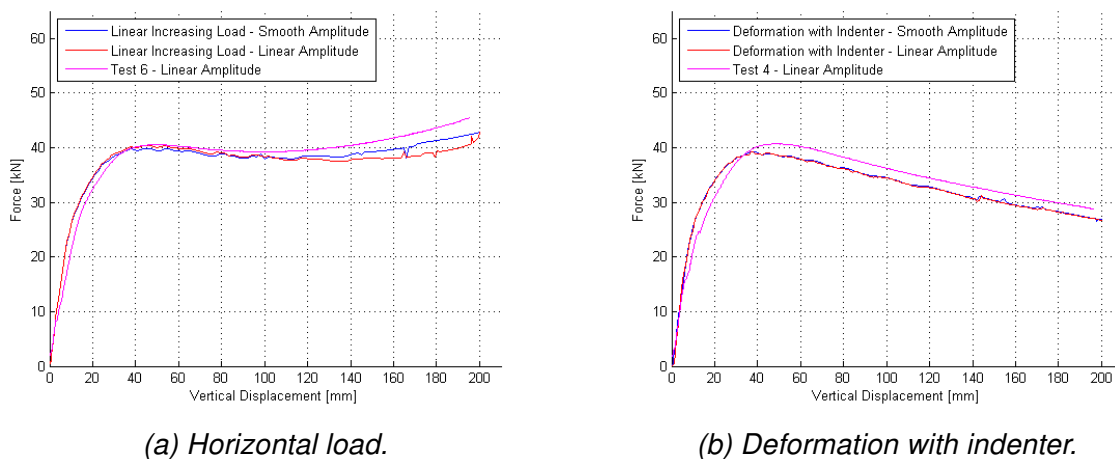 Linear Increasing Load - Smooth Amplitude
Linear Increasing Load - Linear Amplitude
Test 6 - Linear Amplitude
60
50
40
30
20
10
0
Force [kN]
0 20 40 60 80 100 120 140 160 180 200
Vertical Displacement [mm]
(a) Horizontal load.
Deformation with Indenter - Smooth Amplitude
Deformation with Indenter - Linear Amplitude
Test 4 - Linear Amplitude
60
50
40
30
20
10
0
Force [kN]
0 20 40 60 80 100 120 140 160 180 200
Vertical Displacement [mm]
(b) Deformation with indenter.